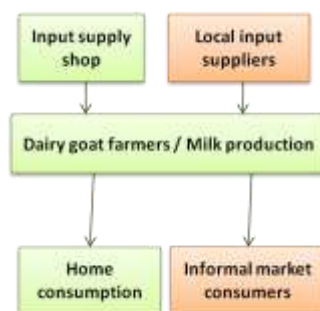 Input supply
shop
Local input
suppliers
Dairy goat farmers / Milk production
Home
consumption
Informal market
consumers